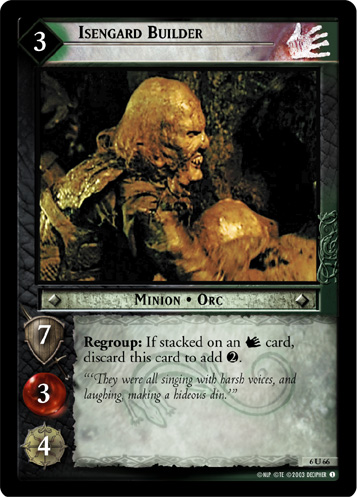 3
ISENGARD BUILDER
MINION • ORC
7
3
4
Regroup: If stacked on an card,
discard this card to add 2.
“‘They were all singing with harsh voices, and
laughing, making a hideous din.’”
6 U 66
©NLP ©TE ©2003 DECIPHER